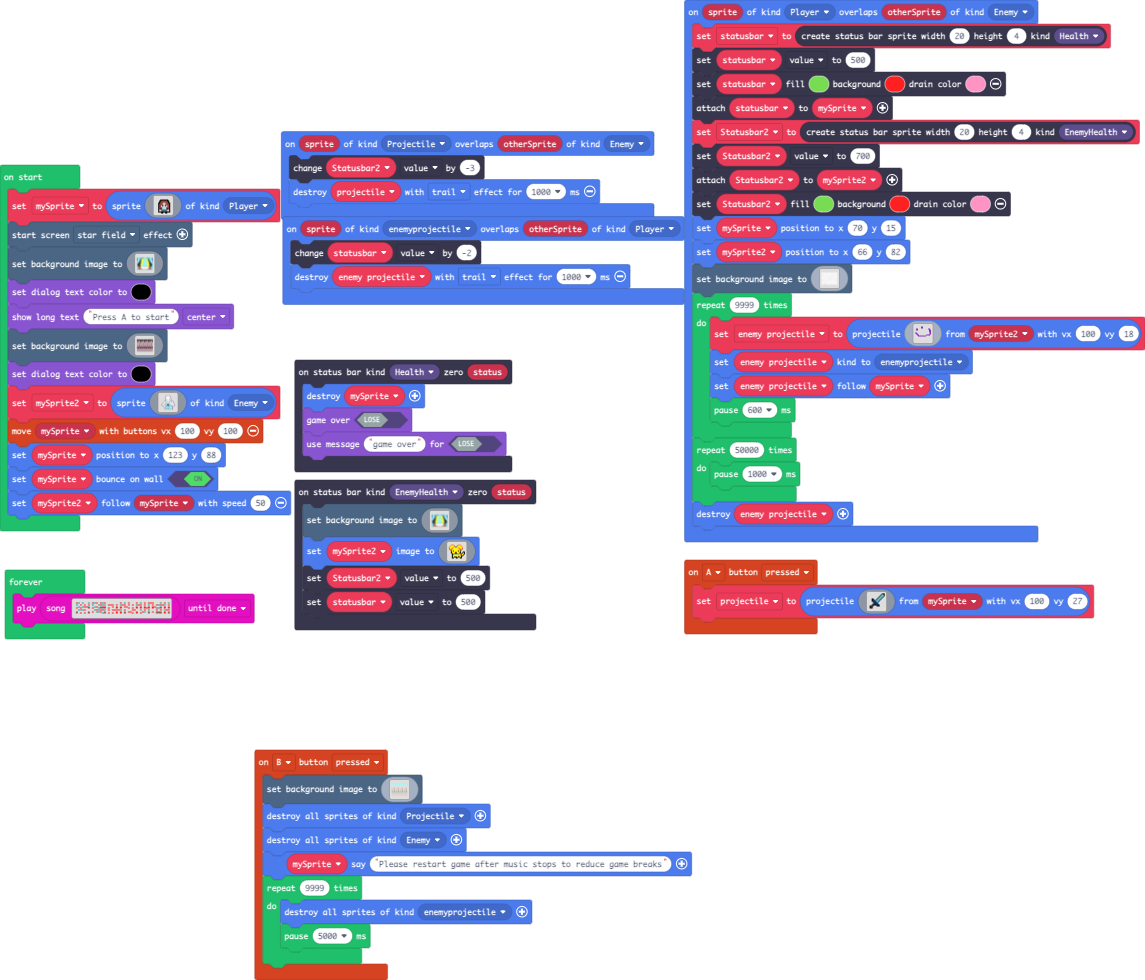 on start
set mySprite to sprite of kind Player
start screen star field effect
set background image to
set dialog text color to
show long text "Press A to start" center
set background image to
set dialog text color to
set mySprite2 to sprite of kind Enemy
move mySprite with buttons vx 100 vy 100
set mySprite position to x 123 y 88
set mySprite bounce on wall ON
set mySprite2 follow mySprite with speed 50
forever
play song until done
on sprite of kind Projectile overlaps otherSprite of kind Enemy
change Statusbar2 value by -3
destroy projectile with trail effect for 1000 ms
on sprite of kind enemyprojectile overlaps otherSprite of kind Player
change statusbar value by -2
destroy enemy projectile with trail effect for 1000 ms
on status bar kind Health zero status
destroy mySprite
game over LOSE
use message "game over" for LOSE
on status bar kind EnemyHealth zero status
set background image to
set mySprite2 image to
set Statusbar2 value to 500
set statusbar value to 500
on sprite of kind Player overlaps otherSprite of kind Enemy
set statusbar to create status bar sprite width 20 height 4 kind Health
set statusbar value to 500
set statusbar fill background drain color
attach statusbar to mySprite
set Statusbar2 to create status bar sprite width 20 height 4 kind EnemyHealth
set Statusbar2 value to 700
attach Statusbar2 to mySprite2
set Statusbar2 fill background drain color
set mySprite position to x 70 y 15
set mySprite2 position to x 66 y 82
set background image to
repeat 9999 times
do
set enemy projectile to projectile from mySprite2 with vx 100 vy 18
set enemy projectile kind to enemyprojectile
set enemy projectile follow mySprite
pause 600 ms
repeat 50000 times
do
pause 1000 ms
destroy enemy projectile
on A button pressed
set projectile to projectile from mySprite with vx 100 vy 27
on B button pressed
set background image to
destroy all sprites of kind Projectile
destroy all sprites of kind Enemy
mySprite say "Please restart game after music stops to reduce game breaks"
repeat 9999 times
do
destroy all sprites of kind enemyprojectile
pause 5000 ms